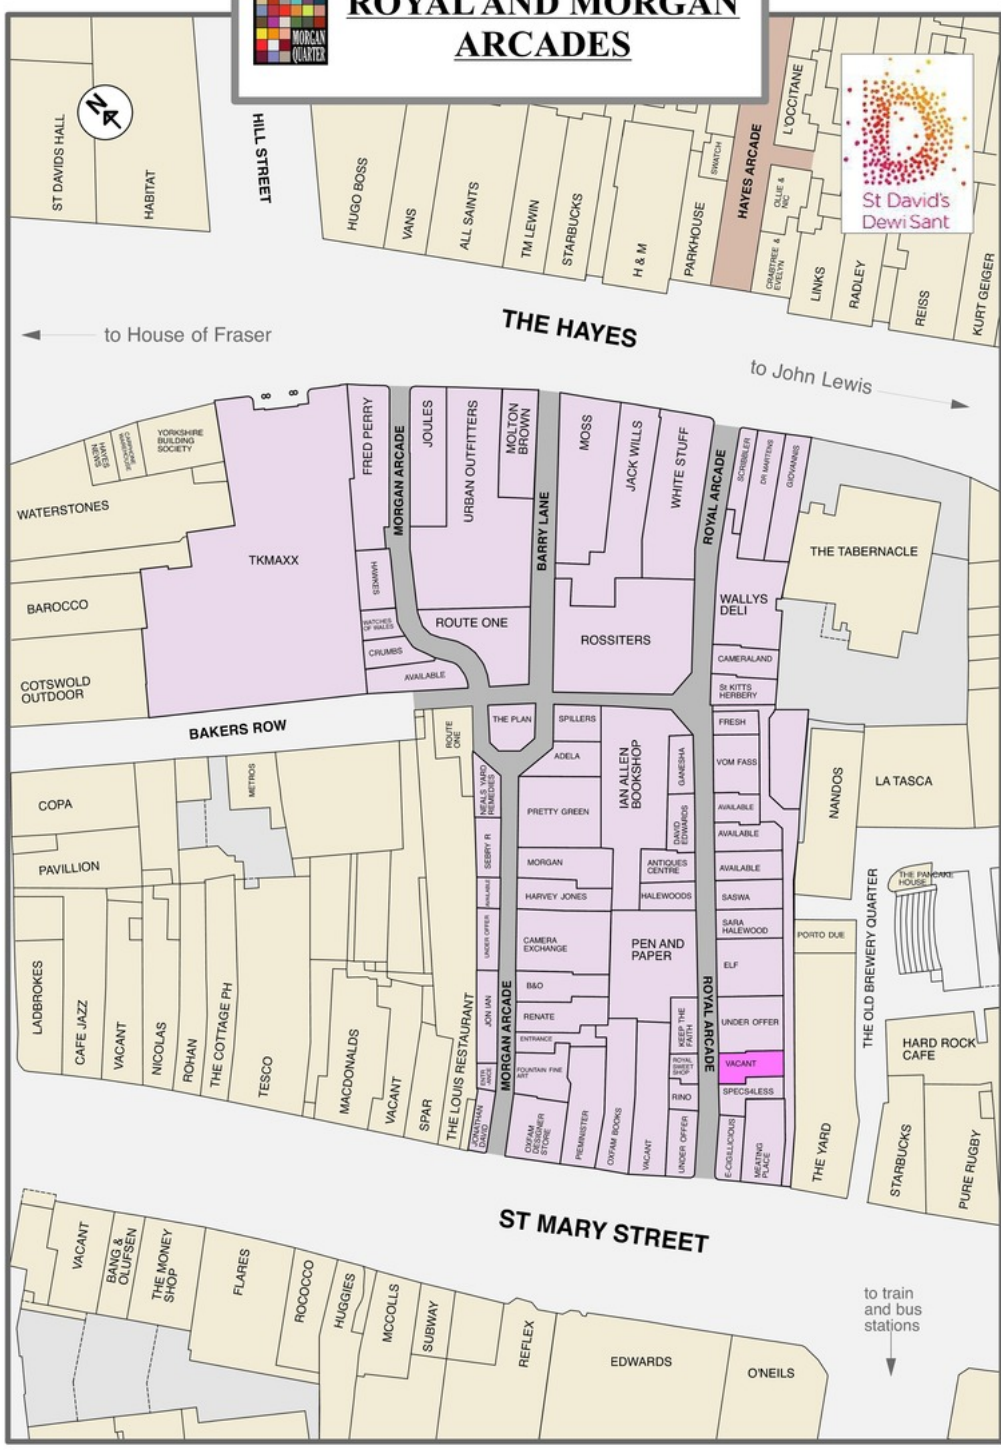 ROYAL AND MORGAN
ARCADES
MORGAN
QUARTER
N
ST DAVIDS HALL
HABITAT
HILL STREET
HUGO BOSS
VANS
ALL SAINTS
TM LEWIN
STARBUCKS
H & M
PARKHOUSE
SWATCH
HAYES ARCADE
L'OCCITANE
OLLIE &
NIC
CRABTREE &
EVELYN
LINKS
RADLEY
REISS
KURT GEIGER
D
St David's
Dewi Sant
THE HAYES
to House of Fraser
to John Lewis
HAYES
NEWS
CARPHONE
WAREHOUSE
YORKSHIRE
BUILDING
SOCIETY
WATERSTONES
BAROCCO
COTSWOLD
OUTDOOR
8
8
TKMAXX
FRED PERRY
MORGAN ARCADE
JOULES
URBAN OUTFITTERS
MOLTON
BROWN
BARRY LANE
MOSS
JACK WILLS
WHITE STUFF
ROYAL ARCADE
SCRIBBLER
DR MARTENS
GIOVANNIS
THE TABERNACLE
HAWKES
WATCHES
OF WALES
CRUMBS
AVAILABLE
ROUTE ONE
ROSSITERS
WALLYS
DELI
CAMERALAND
St KITTS
HERBERY
BAKERS ROW
ROUTE
ONE
THE PLAN
SPILLERS
ADELA
IAN ALLEN
BOOKSHOP
GANESHA
FRESH
VOM FASS
NANDOS
LA TASCA
COPA
METROS
PAVILLION
NEALS YARD
REMEDIES
PRETTY GREEN
DAVID
EDWARDS
AVAILABLE
AVAILABLE
SEBRY R
MORGAN
ANTIQUES
CENTRE
AVAILABLE
AVAILABLE
HARVEY JONES
HALEWOODS
SASWA
THE PANCAKE
HOUSE
UNDER OFFER
CAMERA
EXCHANGE
PEN AND
PAPER
SARA
HALEWOOD
PORTO DUE
THE OLD BREWERY QUARTER
ELF
B&O
JON IAN
MORGAN ARCADE
RENATE
ENTRANCE
KEEP THE
FAITH
ROYAL ARCADE
UNDER OFFER
HARD ROCK
CAFE
LADBROKES
CAFE JAZZ
VACANT
NICOLAS
ROHAN
THE COTTAGE PH
TESCO
MACDONALDS
VACANT
SPAR
THE LOUIS RESTAURANT
ENTR
ANCE
FOUNTAIN FINE
ART
ROYAL
SWEET
SHOP
VACANT
SPECS4LESS
RINO
JONATHAN
DAVID
OXFAM
DESIGNER
STORE
PIEMINISTER
OXFAM BOOKS
VACANT
UNDER OFFER
E-CIGILLICIOUS
MEATING
PLACE
THE YARD
STARBUCKS
PURE RUGBY
ST MARY STREET
VACANT
BANG &
OLUFSEN
THE MONEY
SHOP
FLARES
ROCOCCO
HUGGIES
MCCOLLS
SUBWAY
REFLEX
EDWARDS
O'NEILS
to train
and bus
stations